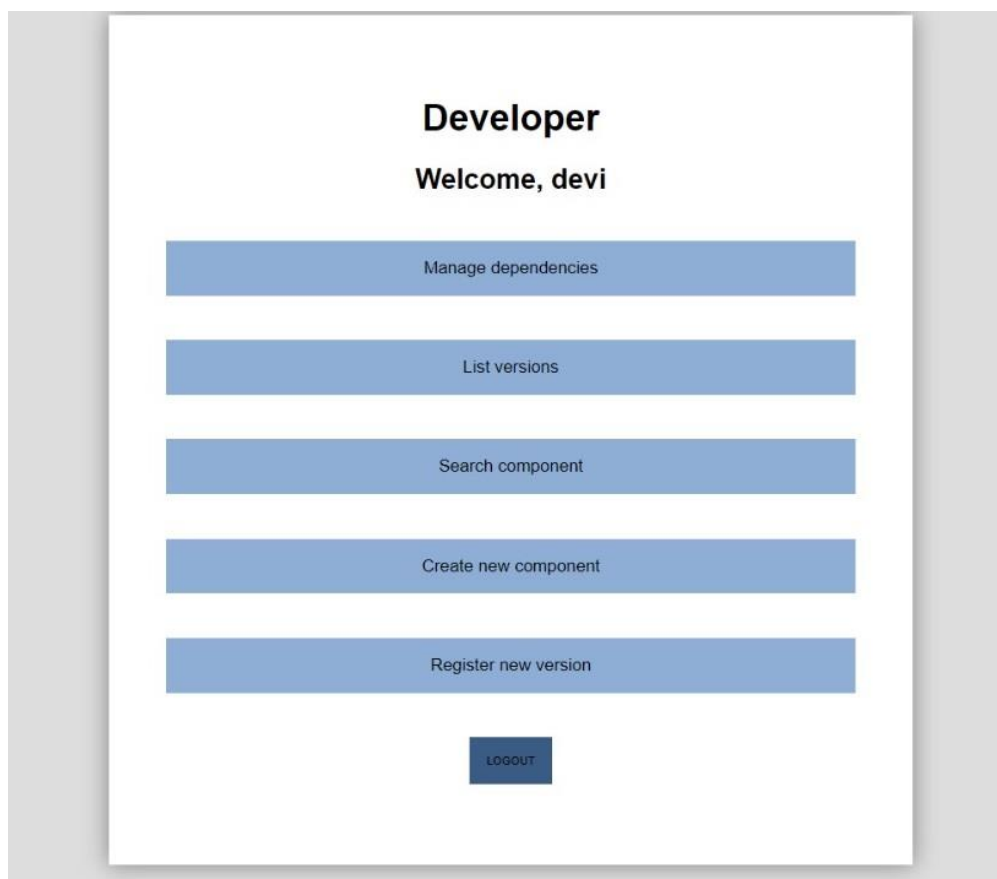 Developer
Welcome, devi
Manage dependencies
List versions
Search component
Create new component
Register new version
LOGOUT